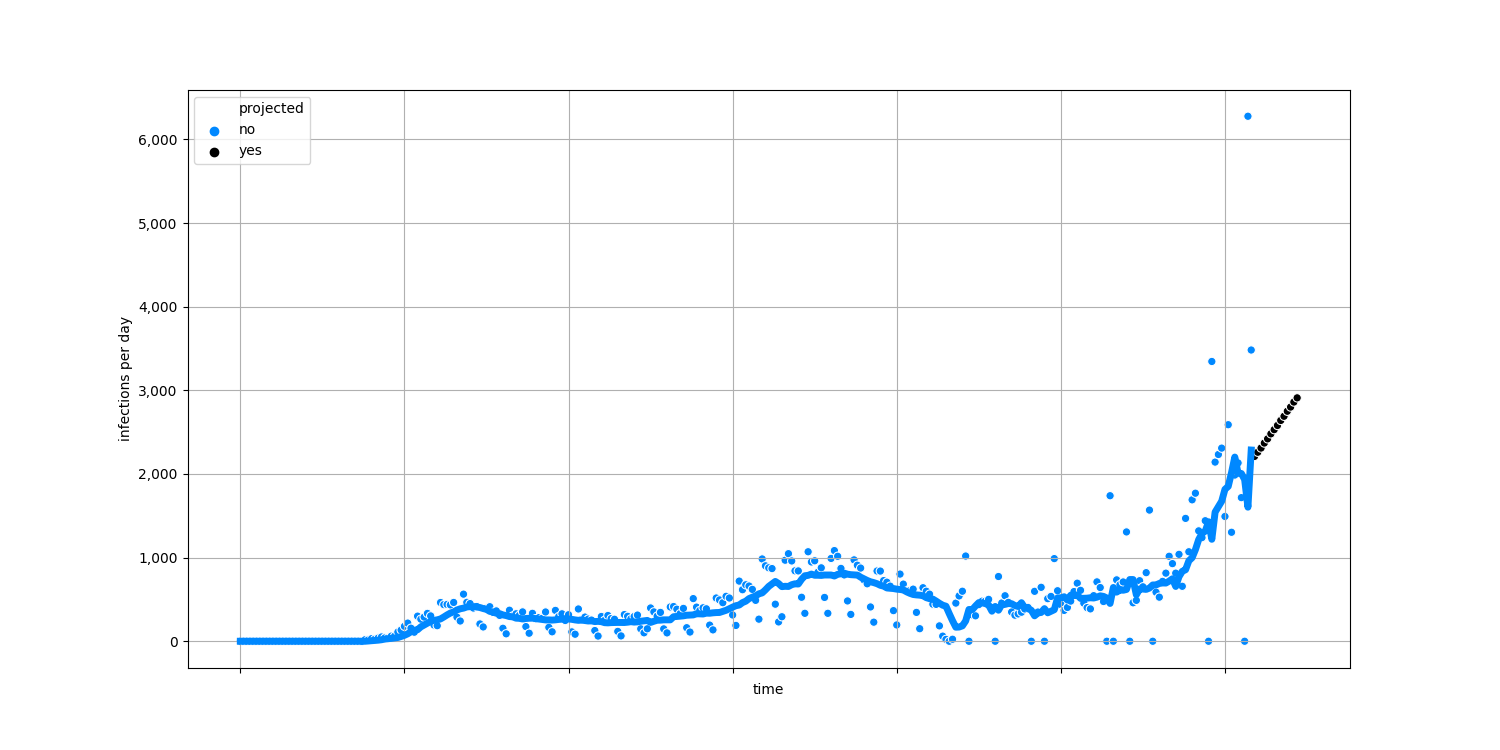 projected
no
yes
6,000
5,000
4,000
3,000
2,000
1,000
0
infections per day
time